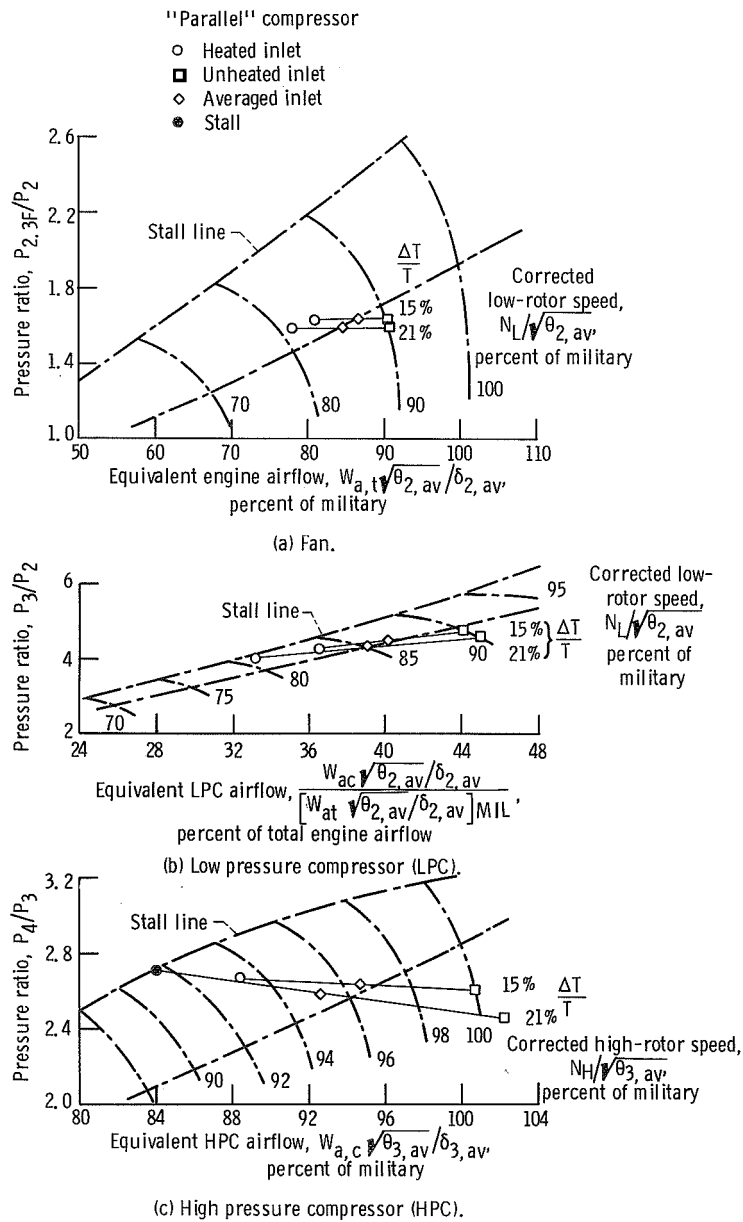 "Parallel" compressor
Heated inlet
Unheated inlet
Averaged inlet
Stall
2.6
2.2
1.8
1.4
1.0
Pressure ratio, P2, 3F/P2
Stall line
ΔT
T
15%
21%
70
80
90
100
Corrected
low-rotor speed,
NL/√θ2, av,
percent of military
50 60 70 80 90 100 110
Equivalent engine airflow, Wa, t√θ2, av/δ2, av,
percent of military
(a) Fan.
6
4
2
Pressure ratio, P3/P2
Stall line
70
75
80
85
90
95
15%
21%
ΔT
T
Corrected low-
rotor speed,
NL/√θ2, av
percent of
military
24 28 32 36 40 44 48
Equivalent LPC airflow, Wac √θ2, av/δ2, av
[Wat √θ2, av/δ2, av]MIL,
percent of total engine airflow
(b) Low pressure compressor (LPC).
3.2
2.8
2.4
2.0
Pressure ratio, P4/P3
Stall line
90
92
94
96
98
100
15%
21%
ΔT
T
Corrected high-rotor speed,
NH/√θ3, av,
percent of military
80 84 88 92 96 100 104
Equivalent HPC airflow, Wa, c√θ3, av/δ3, av,
percent of military
(c) High pressure compressor (HPC).